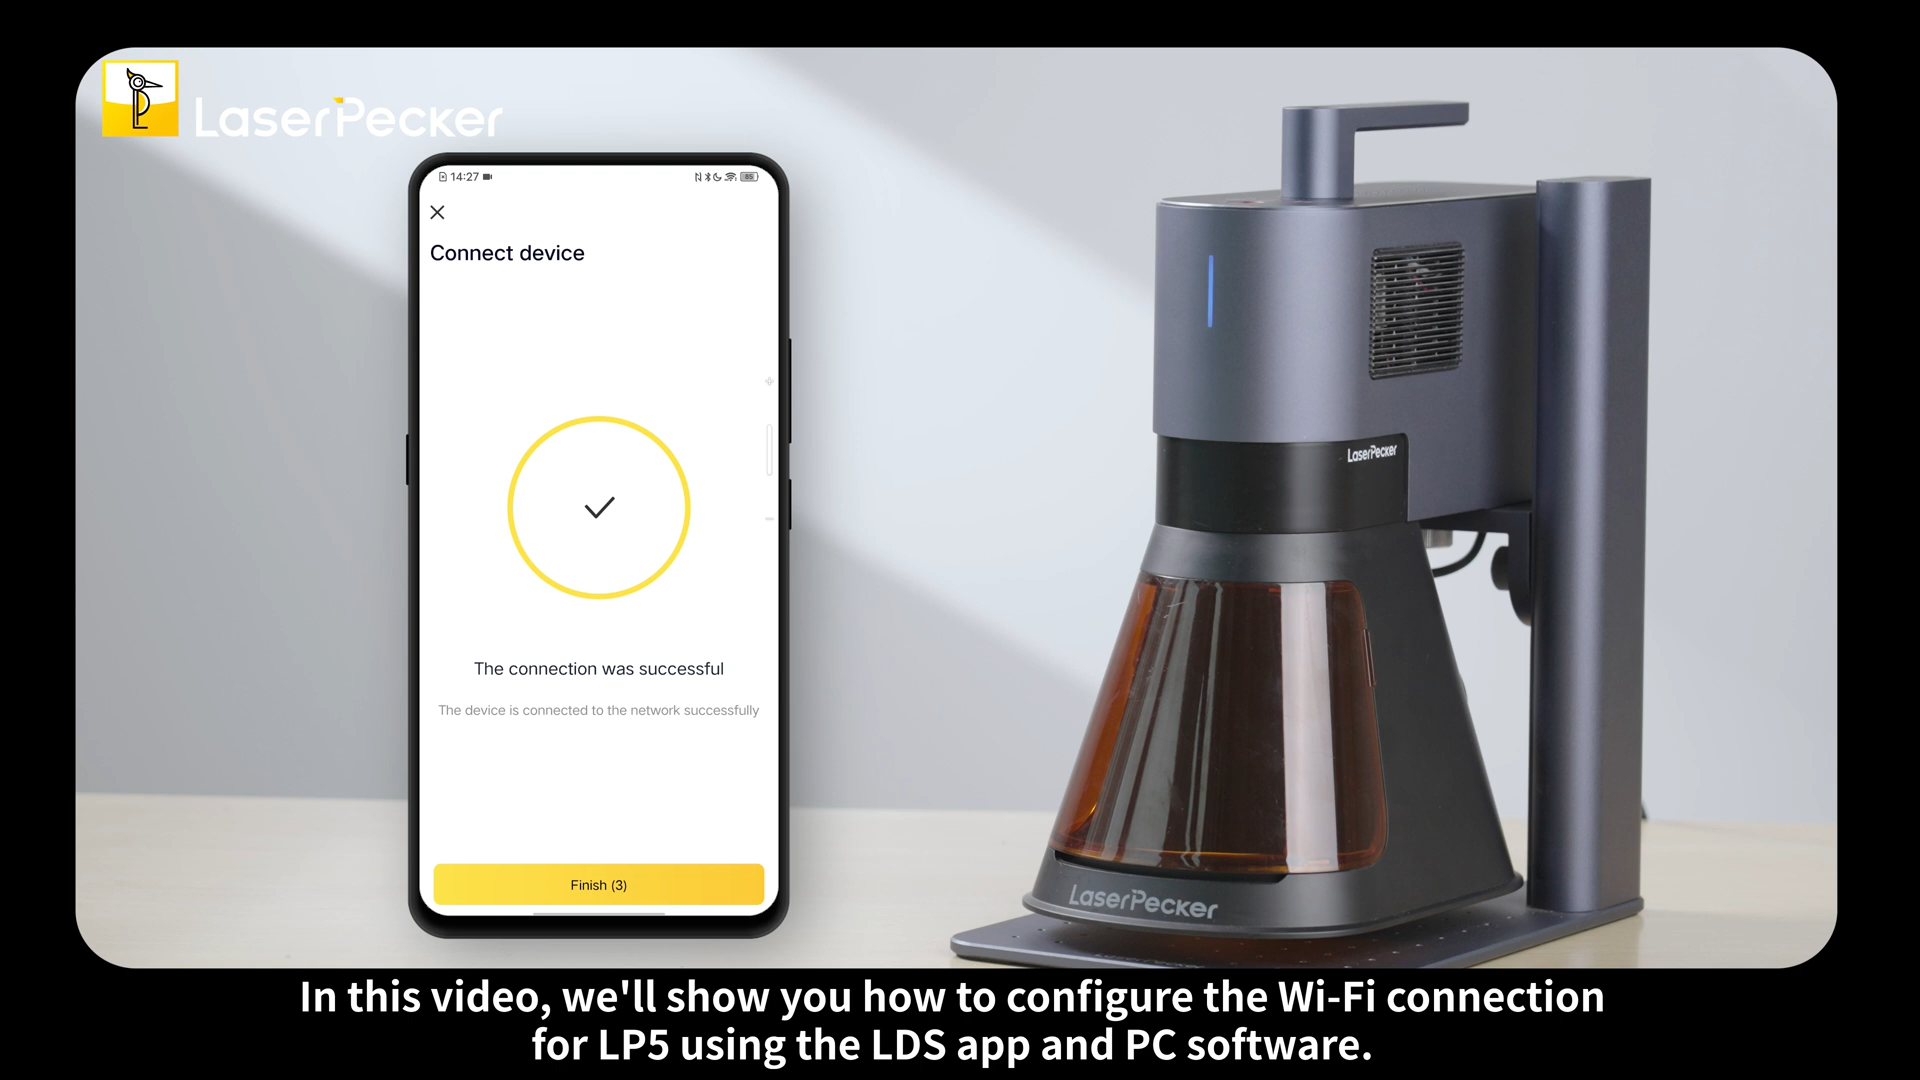 LaserPecker
14:27
85
Connect device
The connection was successful
The device is connected to the network successfully
Finish (3)
LaserPecker
LaserPecker
In this video, we'll show you how to configure the Wi-Fi connection
for LP5 using the LDS app and PC software.